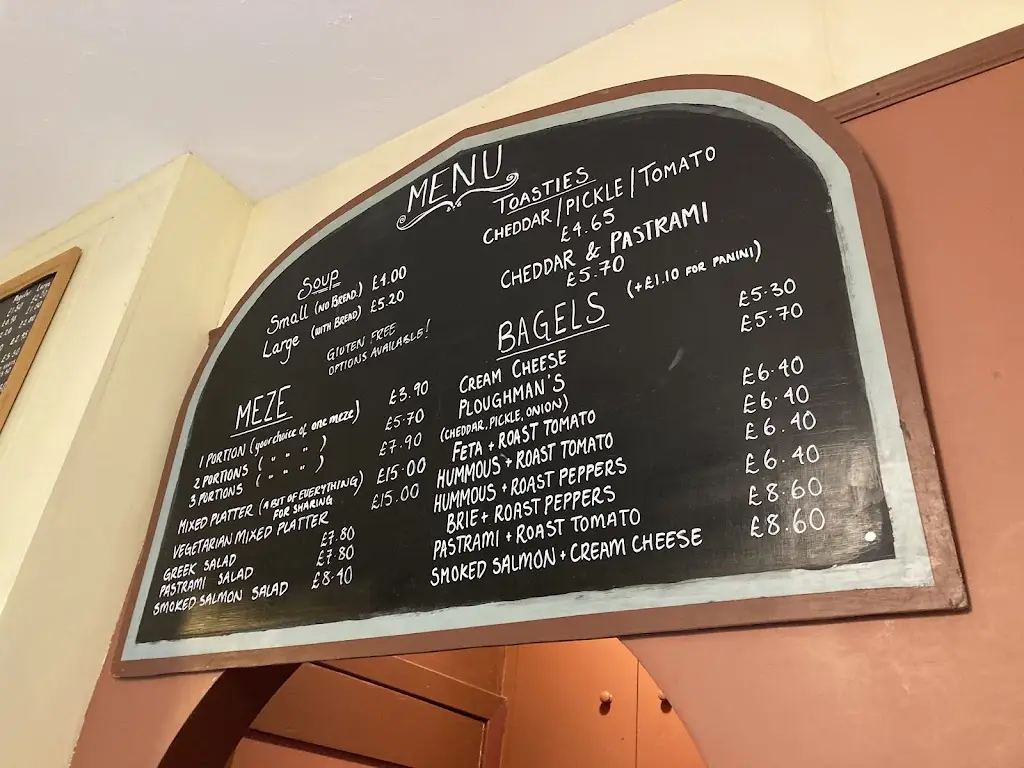 MENU
SOUP
Small (NO BREAD.) £4.00
Large (WITH BREAD) £5.20
GLUTEN FREE
OPTIONS AVAILABLE!
MEZE
1 PORTION (your choice of one meze) £3.90
2 PORTIONS ( " " " ) £5.70
3 PORTIONS ( " " " ) £7.90
MIXED PLATTER (A BIT OF EVERYTHING) £15.00
FOR SHARING
VEGETARIAN MIXED PLATTER £15.00
GREEK SALAD £7.80
PASTRAMI SALAD £7.80
SMOKED SALMON SALAD £8.40
TOASTIES
CHEDDAR/PICKLE/TOMATO
£4.65
CHEDDAR & PASTRAMI
£5.70
(+£1.10 FOR PANINI)
BAGELS
CREAM CHEESE £5.30
PLOUGHMAN'S £5.70
(CHEDDAR, PICKLE, ONION)
FETA + ROAST TOMATO £6.40
HUMMOUS + ROAST TOMATO £6.40
HUMMOUS + ROAST PEPPERS £6.40
BRIE + ROAST PEPPERS £6.40
PASTRAMI + ROAST TOMATO £8.60
SMOKED SALMON + CREAM CHEESE £8.60